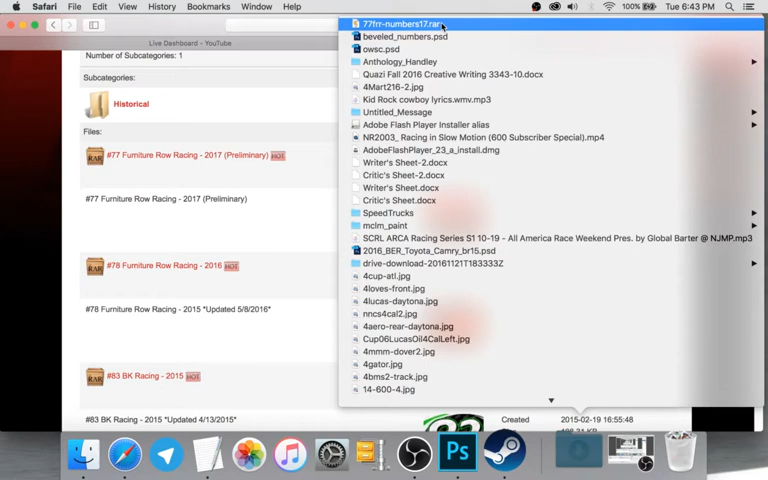 Safari File Edit View History Bookmarks Window Help 100% Tue 6:43 PM
Live Dashboard - YouTube
Number of Subcategories: 1
Subcategories:
Historical
Files:
RAR #77 Furniture Row Racing - 2017 (Preliminary) HOT
#77 Furniture Row Racing - 2017 (Preliminary)
RAR #78 Furniture Row Racing - 2016 HOT
#78 Furniture Row Racing - 2015 *Updated 5/8/2016*
RAR #83 BK Racing - 2015 HOT
#83 BK Racing - 2015 *Updated 4/13/2015*
77frr-numbers17.rar
beveled_numbers.psd
owsc.psd
Anthology_Handley
Quazi Fall 2016 Creative Writing 3343-10.docx
4Mart216-2.jpg
Kid Rock cowboy lyrics.wmv.mp3
Untitled_Message
Adobe Flash Player Installer alias
NR2003_ Racing in Slow Motion (600 Subscriber Special).mp4
AdobeFlashPlayer_23_a_install.dmg
Writer's Sheet-2.docx
Critic's Sheet-2.docx
Writer's Sheet.docx
Critic's Sheet.docx
SpeedTrucks
mclm_paint
SCRL ARCA Racing Series S1 10-19 - All America Race Weekend Pres. by Global Barter @ NJMP.mp3
2016_BER_Toyota_Camry_br15.psd
drive-download-20161121T183333Z
4cup-atl.jpg
4loves-front.jpg
4lucas-daytona.jpg
nncs4cal2.jpg
4aero-rear-daytona.jpg
Cup06LucasOil4CalLeft.jpg
4mmm-dover2.jpg
4gator.jpg
4bms2-track.jpg
14-600-4.jpg
Created 2015-02-19 16:55:48
Ps